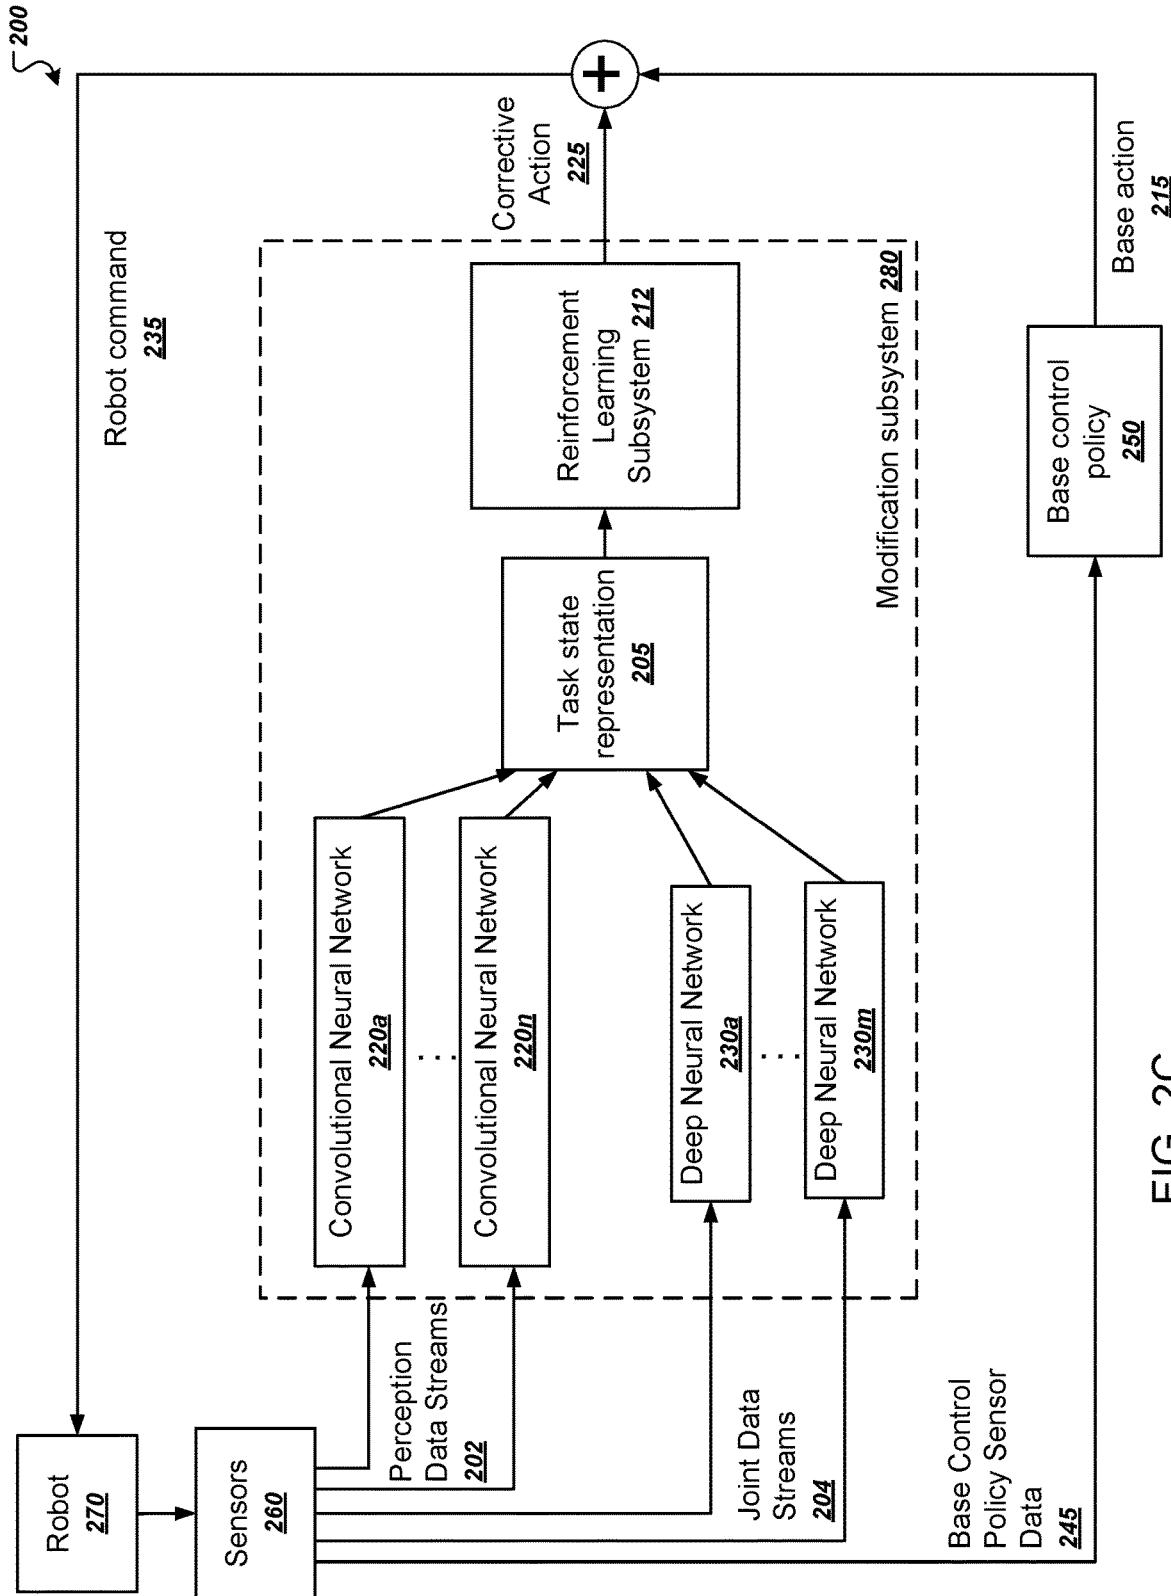 200
Robot command
235
Robot
270
Sensors
260
Perception
Data Streams
202
Joint Data
Streams
204
Base Control
Policy Sensor
Data
245
Convolutional Neural Network
220a
. . .
Convolutional Neural Network
220n
Deep Neural Network
230a
. . .
Deep Neural Network
230m
Task state
representation
205
Reinforcement
Learning
Subsystem 212
Modification subsystem 280
Corrective
Action
225
+
Base control
policy
250
Base action
215
FIG. 2C